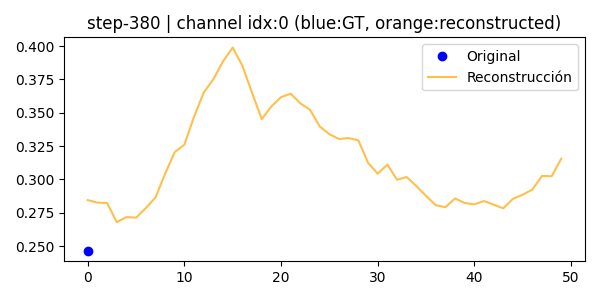 step-380 | channel idx:0 (blue:GT, orange:reconstructed)
0.400
0.375
0.350
0.325
0.300
0.275
0.250
Original
Reconstrucción
0 10 20 30 40 50